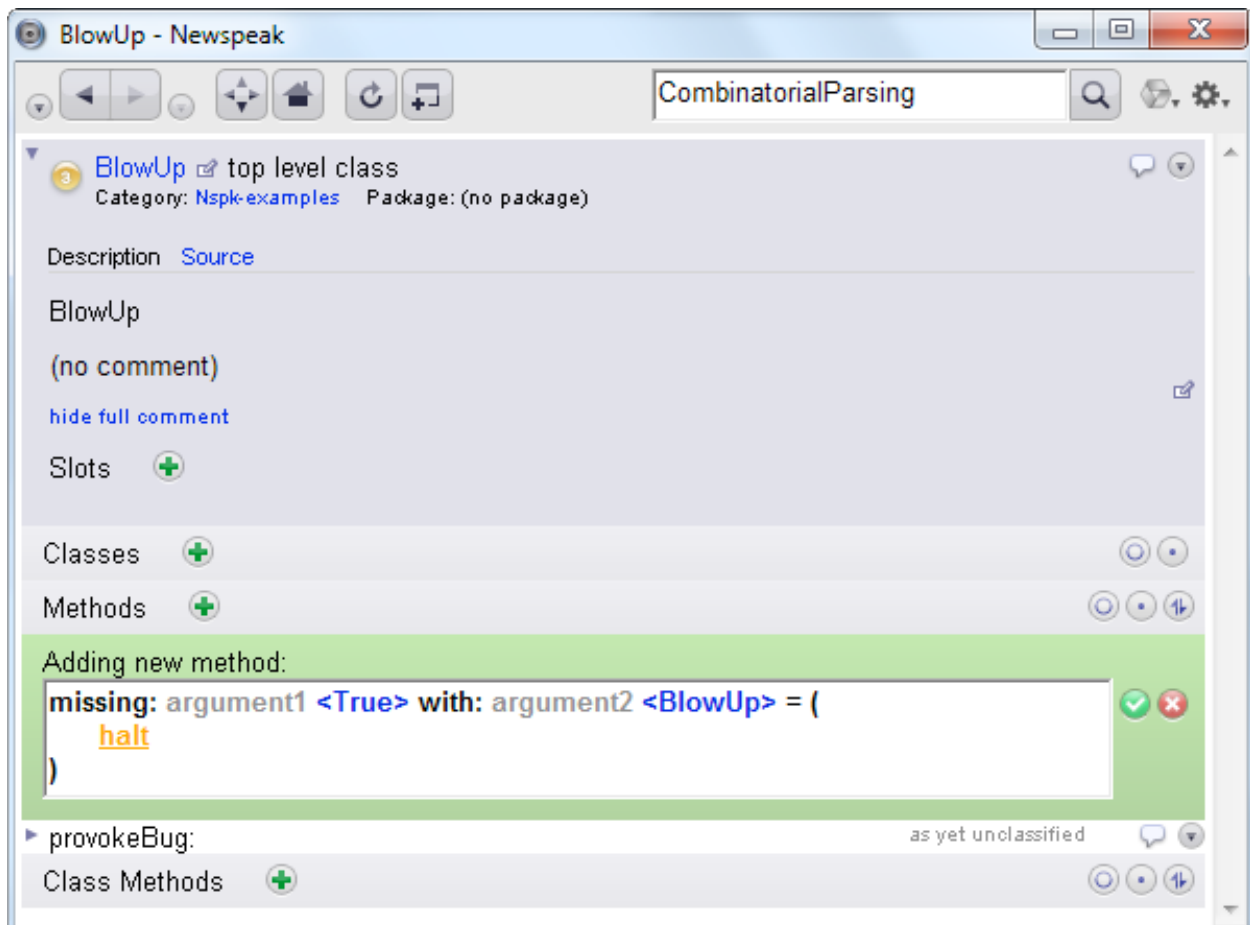 BlowUp - Newspeak
CombinatorialParsing
3 BlowUp top level class
Category: Nspk-examples Package: (no package)
Description Source
BlowUp
(no comment)
hide full comment
Slots
Classes
Methods
Adding new method:
missing: argument1 <True> with: argument2 <BlowUp> = (
halt
)
provokeBug: as yet unclassified
Class Methods